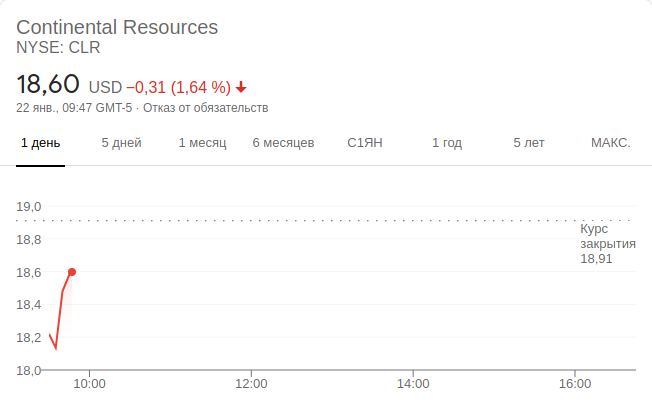 Continental Resources
NYSE: CLR
18,60 USD −0,31 (1,64 %)
22 янв., 09:47 GMT-5 · Отказ от обязательств
1 день 5 дней 1 месяц 6 месяцев С1ЯН 1 год 5 лет МАКС.
19,0
Курс
закрытия
18,91
18,8
18,6
18,4
18,2
18,0
10:00 12:00 14:00 16:00